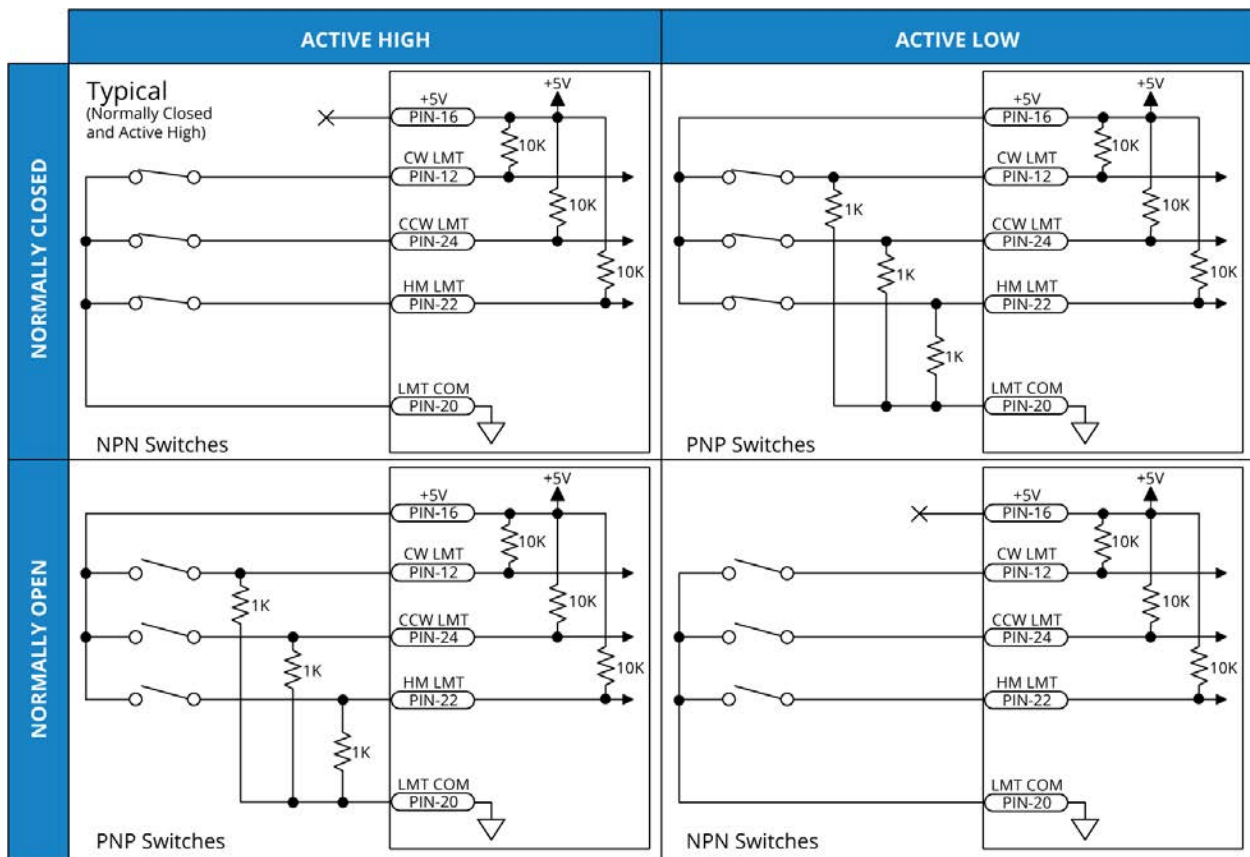 ACTIVE HIGH
ACTIVE LOW
NORMALLY CLOSED
Typical
(Normally Closed
and Active High)
+5V
+5V
PIN-16
10K
CW LMT
PIN-12
10K
CCW LMT
PIN-24
10K
HM LMT
PIN-22
LMT COM
PIN-20
NPN Switches
+5V
+5V
PIN-16
10K
CW LMT
PIN-12
1K
10K
CCW LMT
PIN-24
1K
10K
HM LMT
PIN-22
1K
LMT COM
PIN-20
PNP Switches
NORMALLY OPEN
+5V
+5V
PIN-16
10K
CW LMT
PIN-12
1K
10K
CCW LMT
PIN-24
1K
10K
HM LMT
PIN-22
1K
LMT COM
PIN-20
PNP Switches
+5V
+5V
PIN-16
10K
CW LMT
PIN-12
10K
CCW LMT
PIN-24
10K
HM LMT
PIN-22
LMT COM
PIN-20
NPN Switches